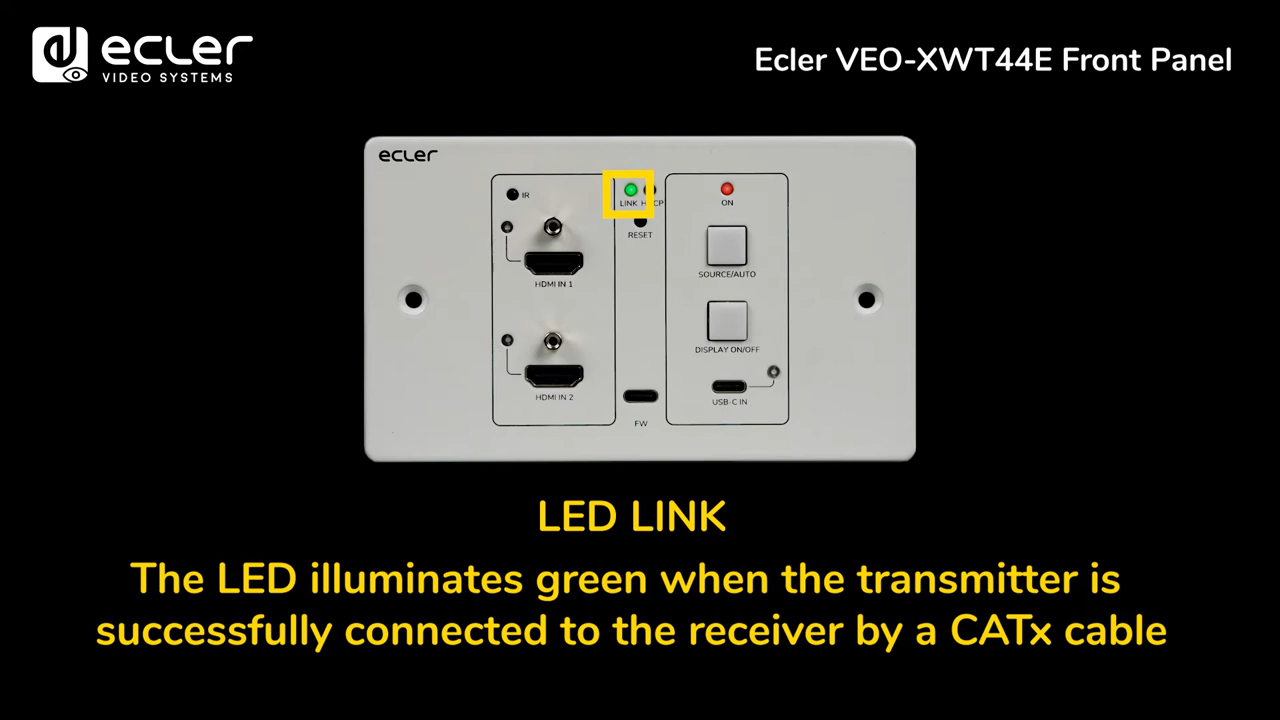 ecler
VIDEO SYSTEMS
Ecler VEO-XWT44E Front Panel
ecler
IR
LINK
ON
RESET
SOURCE/AUTO
HDMI IN 1
DISPLAY ON/OFF
HDMI IN 2
USB-C IN
FW
LED LINK
The LED illuminates green when the transmitter is
successfully connected to the receiver by a CATx cable